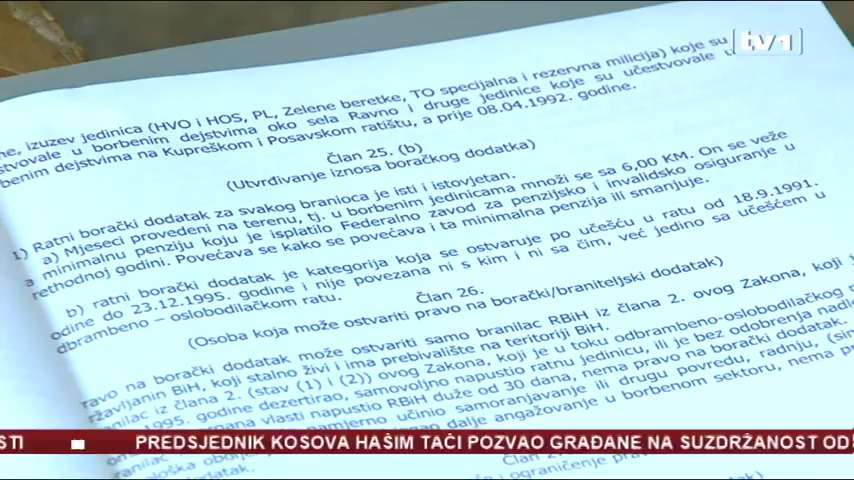 tv1
ne, izuzev jedinica (HVO i HOS, PL, Zelene beretke, TO specijalna i rezervna milicija) koje su
stvovale u borbenim dejstvima oko sela Ravno i druge jedinice koje su učestvovale u
benim dejstvima na Kupreškom i Posavskom ratištu, a prije 08.04.1992. godine.
Član 25. (b)
(Utvrđivanje iznosa boračkog dodatka)
1) Ratni borački dodatak za svakog branioca je isti i istovjetan.
a) Mjeseci provedeni na terenu, tj. u borbenim jedinicama množi se sa 6,00 KM. On se veže
a minimalnu penziju koju je isplatilo Federalno zavod za penzijsko i invalidsko osiguranje u
rethodnoj godini. Povećava se kako se povećava i ta minimalna penzija ili smanjuje.
b) ratni borački dodatak je kategorija koja se ostvaruje po učešću u ratu od 18.9.1991.
odine do 23.12.1995. godine i nije povezana ni s kim i ni sa čim, već jedino sa učešćem u
dbrambeno – oslobodilačkom ratu.
Član 26.
(Osoba koja može ostvariti pravo na borački/braniteljski dodatak)
ravo na borački dodatak može ostvariti samo branilac RBiH iz člana 2. ovog Zakona, koji j
ržavljanin BiH, koji stalno živi i ima prebivalište na teritoriji BiH.
anilac iz člana 2. (stav (1) i (2)) ovog Zakona, koji je u toku odbrambeno-oslobodilačkog
1995. godine dezertirao, samovoljno napustio ratnu jedinicu, ili je bez odobrenja
vlasti napustio RBiH duže od 30 dana, nema pravo na borački dodatak.
namjerno učinio samoranjavanje ili drugu povredu, radnju,
dalje angažovanje u borbenom sektoru, nema
dodatak.
Član
i ograničenje
STI PREDSJEDNIK KOSOVA HAŠIM TAČI POZVAO GRAĐANE NA SUZDRŽANOST OD